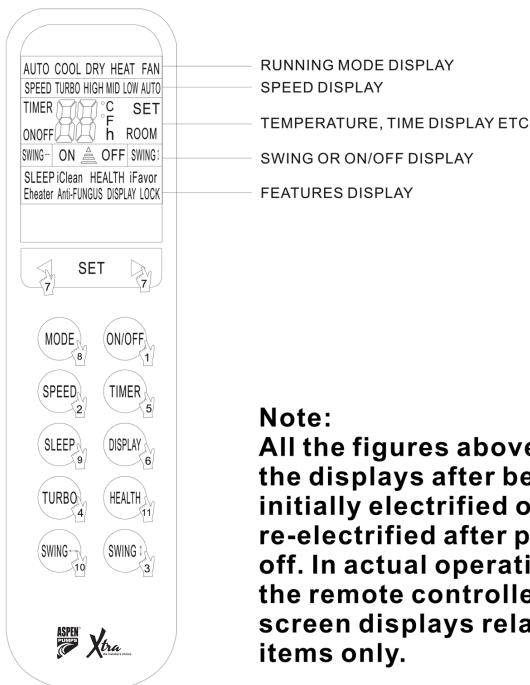 AUTO COOL DRY HEAT FAN
SPEED TURBO HIGH MID LOW AUTO
TIMER 88 °C SET
°F
ONOFF h ROOM
SWING↔ ON OFF SWING↕
SLEEP iClean HEALTH iFavor
Eheater Anti-FUNGUS DISPLAY LOCK
RUNNING MODE DISPLAY
SPEED DISPLAY
TEMPERATURE, TIME DISPLAY ETC
SWING OR ON/OFF DISPLAY
FEATURES DISPLAY
SET
7 7
MODE ON/OFF
8 1
SPEED TIMER
2 5
SLEEP DISPLAY
9 6
TURBO HEALTH
4 11
SWING↔ SWING↕
10 3
ASPEN
PUMPS
Xtra
Note:
All the figures above
the displays after be
initially electrified o
re-electrified after p
off. In actual operati
the remote controlle
screen displays rela
items only.